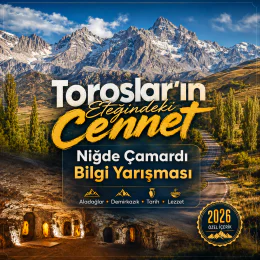 Toroslar'ın
Eteğindeki
Cennet
Niğde Çamardı
Bilgi Yarışması
Aladağlar • Demirkazık • Tarih • Lezzet
2026
ÖZEL İÇERİK